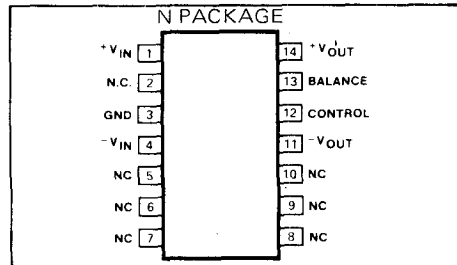 N PACKAGE
+VIN 1 14 +VOUT
N.C. 2 13 BALANCE
GND 3 12 CONTROL
-VIN 4 11 -VOUT
NC 5 10 NC
NC 6 9 NC
NC 7 8 NC